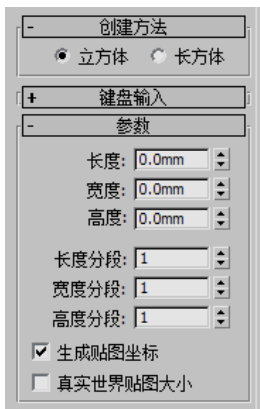 - 创建方法
立方体 长方体
+ 键盘输入
- 参数
长度: 0.0mm
宽度: 0.0mm
高度: 0.0mm
长度分段: 1
宽度分段: 1
高度分段: 1
生成贴图坐标
真实世界贴图大小